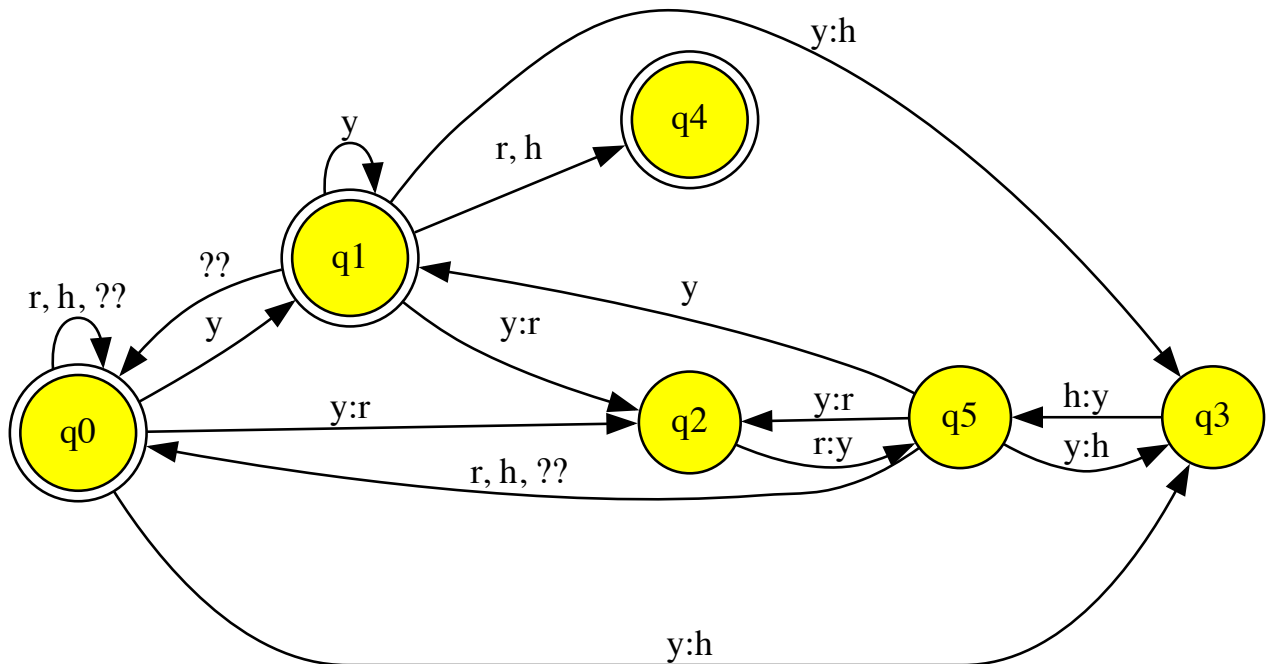 y:h
q4
y
r, h
q1
??
y
r, h, ??
y
y:r
q0
y:r
q2
y:r
q5
h:y
q3
r:y
y:h
r, h, ??
y:h